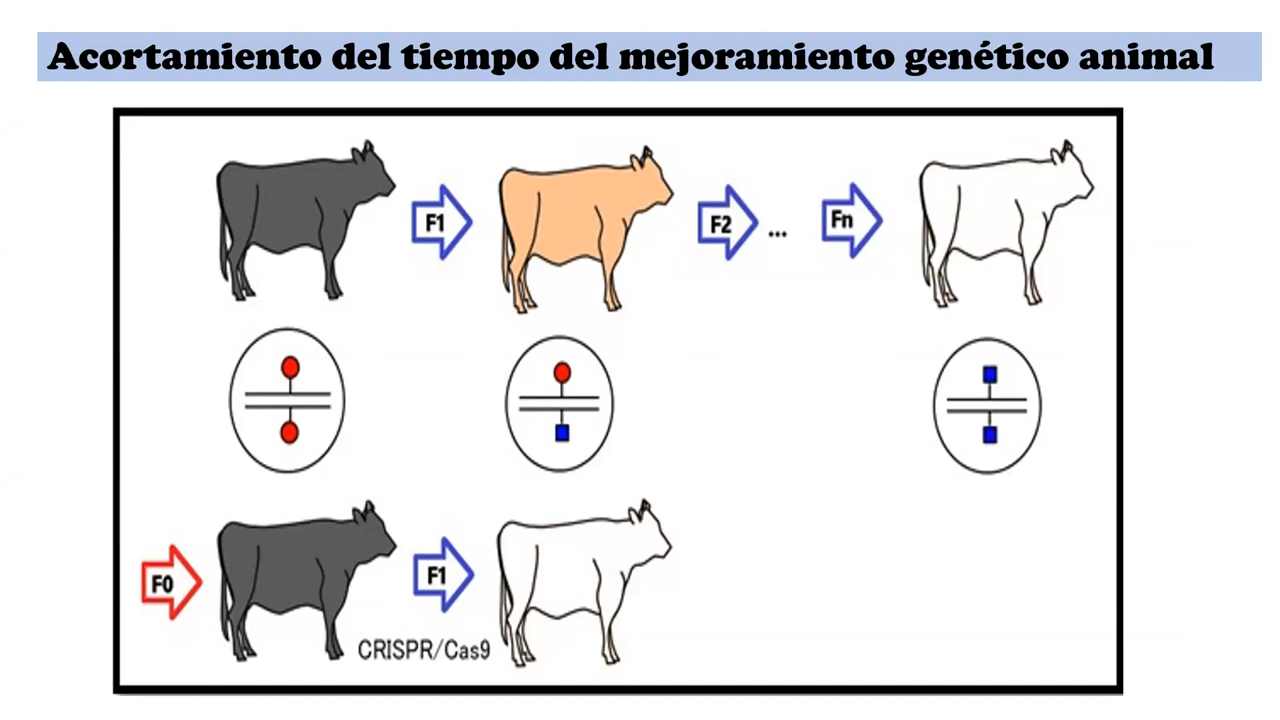 Acortamiento del tiempo del mejoramiento genético animal
F1
F2
...
Fn
F0
F1
CRISPR/Cas9